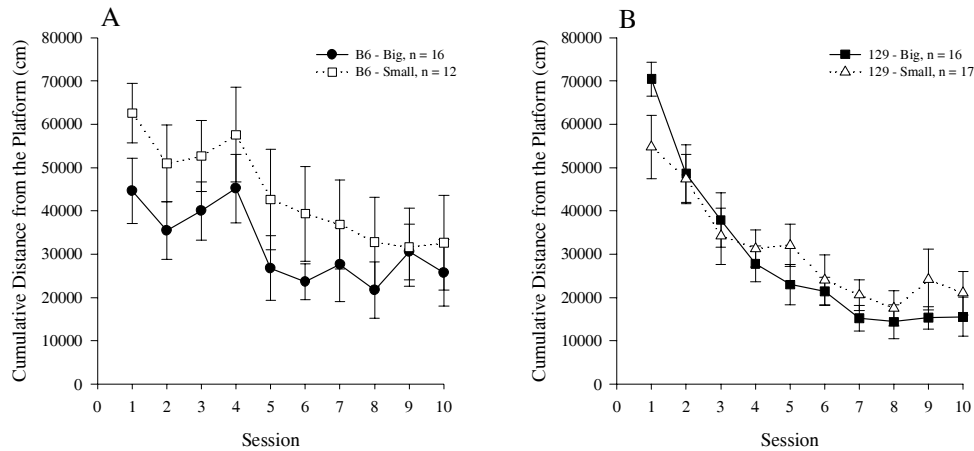 A
Cumulative Distance from the Platform (cm)
80000
70000
60000
50000
40000
30000
20000
10000
0
B6 - Big, n = 16
B6 - Small, n = 12
0 1 2 3 4 5 6 7 8 9 10
Session
B
Cumulative Distance from the Platform (cm)
80000
70000
60000
50000
40000
30000
20000
10000
0
129 - Big, n = 16
129 - Small, n = 17
0 1 2 3 4 5 6 7 8 9 10
Session